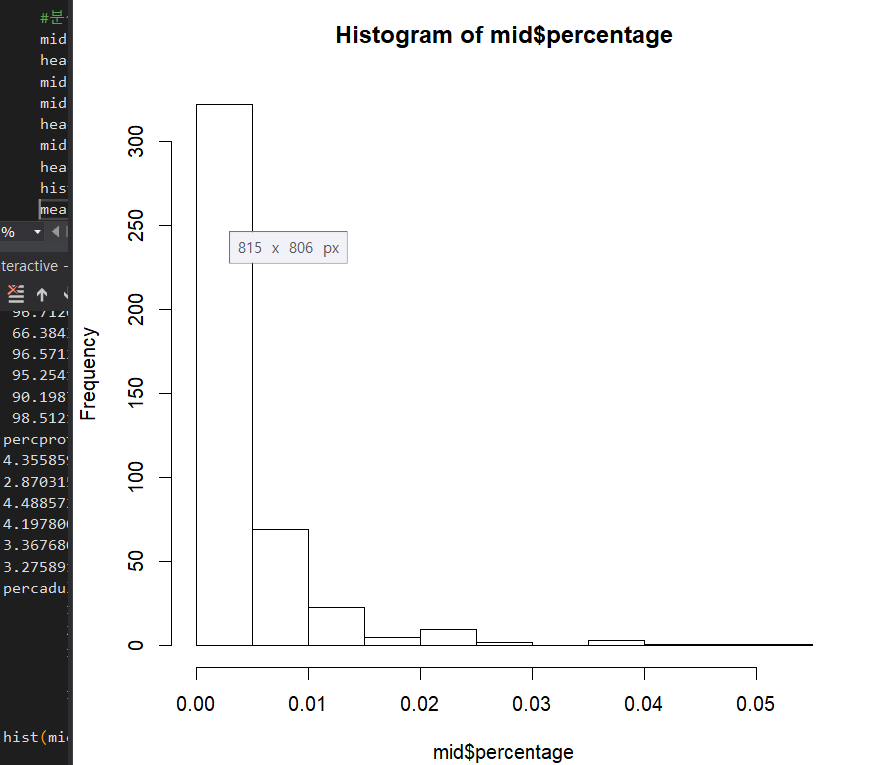 #분
mid
hea
mid
mid
hea
mid
hea
his
mea
%
teractive -
96.712
66.384
96.571
95.254
90.198
98.512
percpro
4.35585
2.87031
4.48857
4.19780
3.36768
3.27589
percadu
hist(mi
Histogram of mid$percentage
815 x 806 px
Frequency
300
250
200
150
100
50
0
0.00 0.01 0.02 0.03 0.04 0.05
mid$percentage